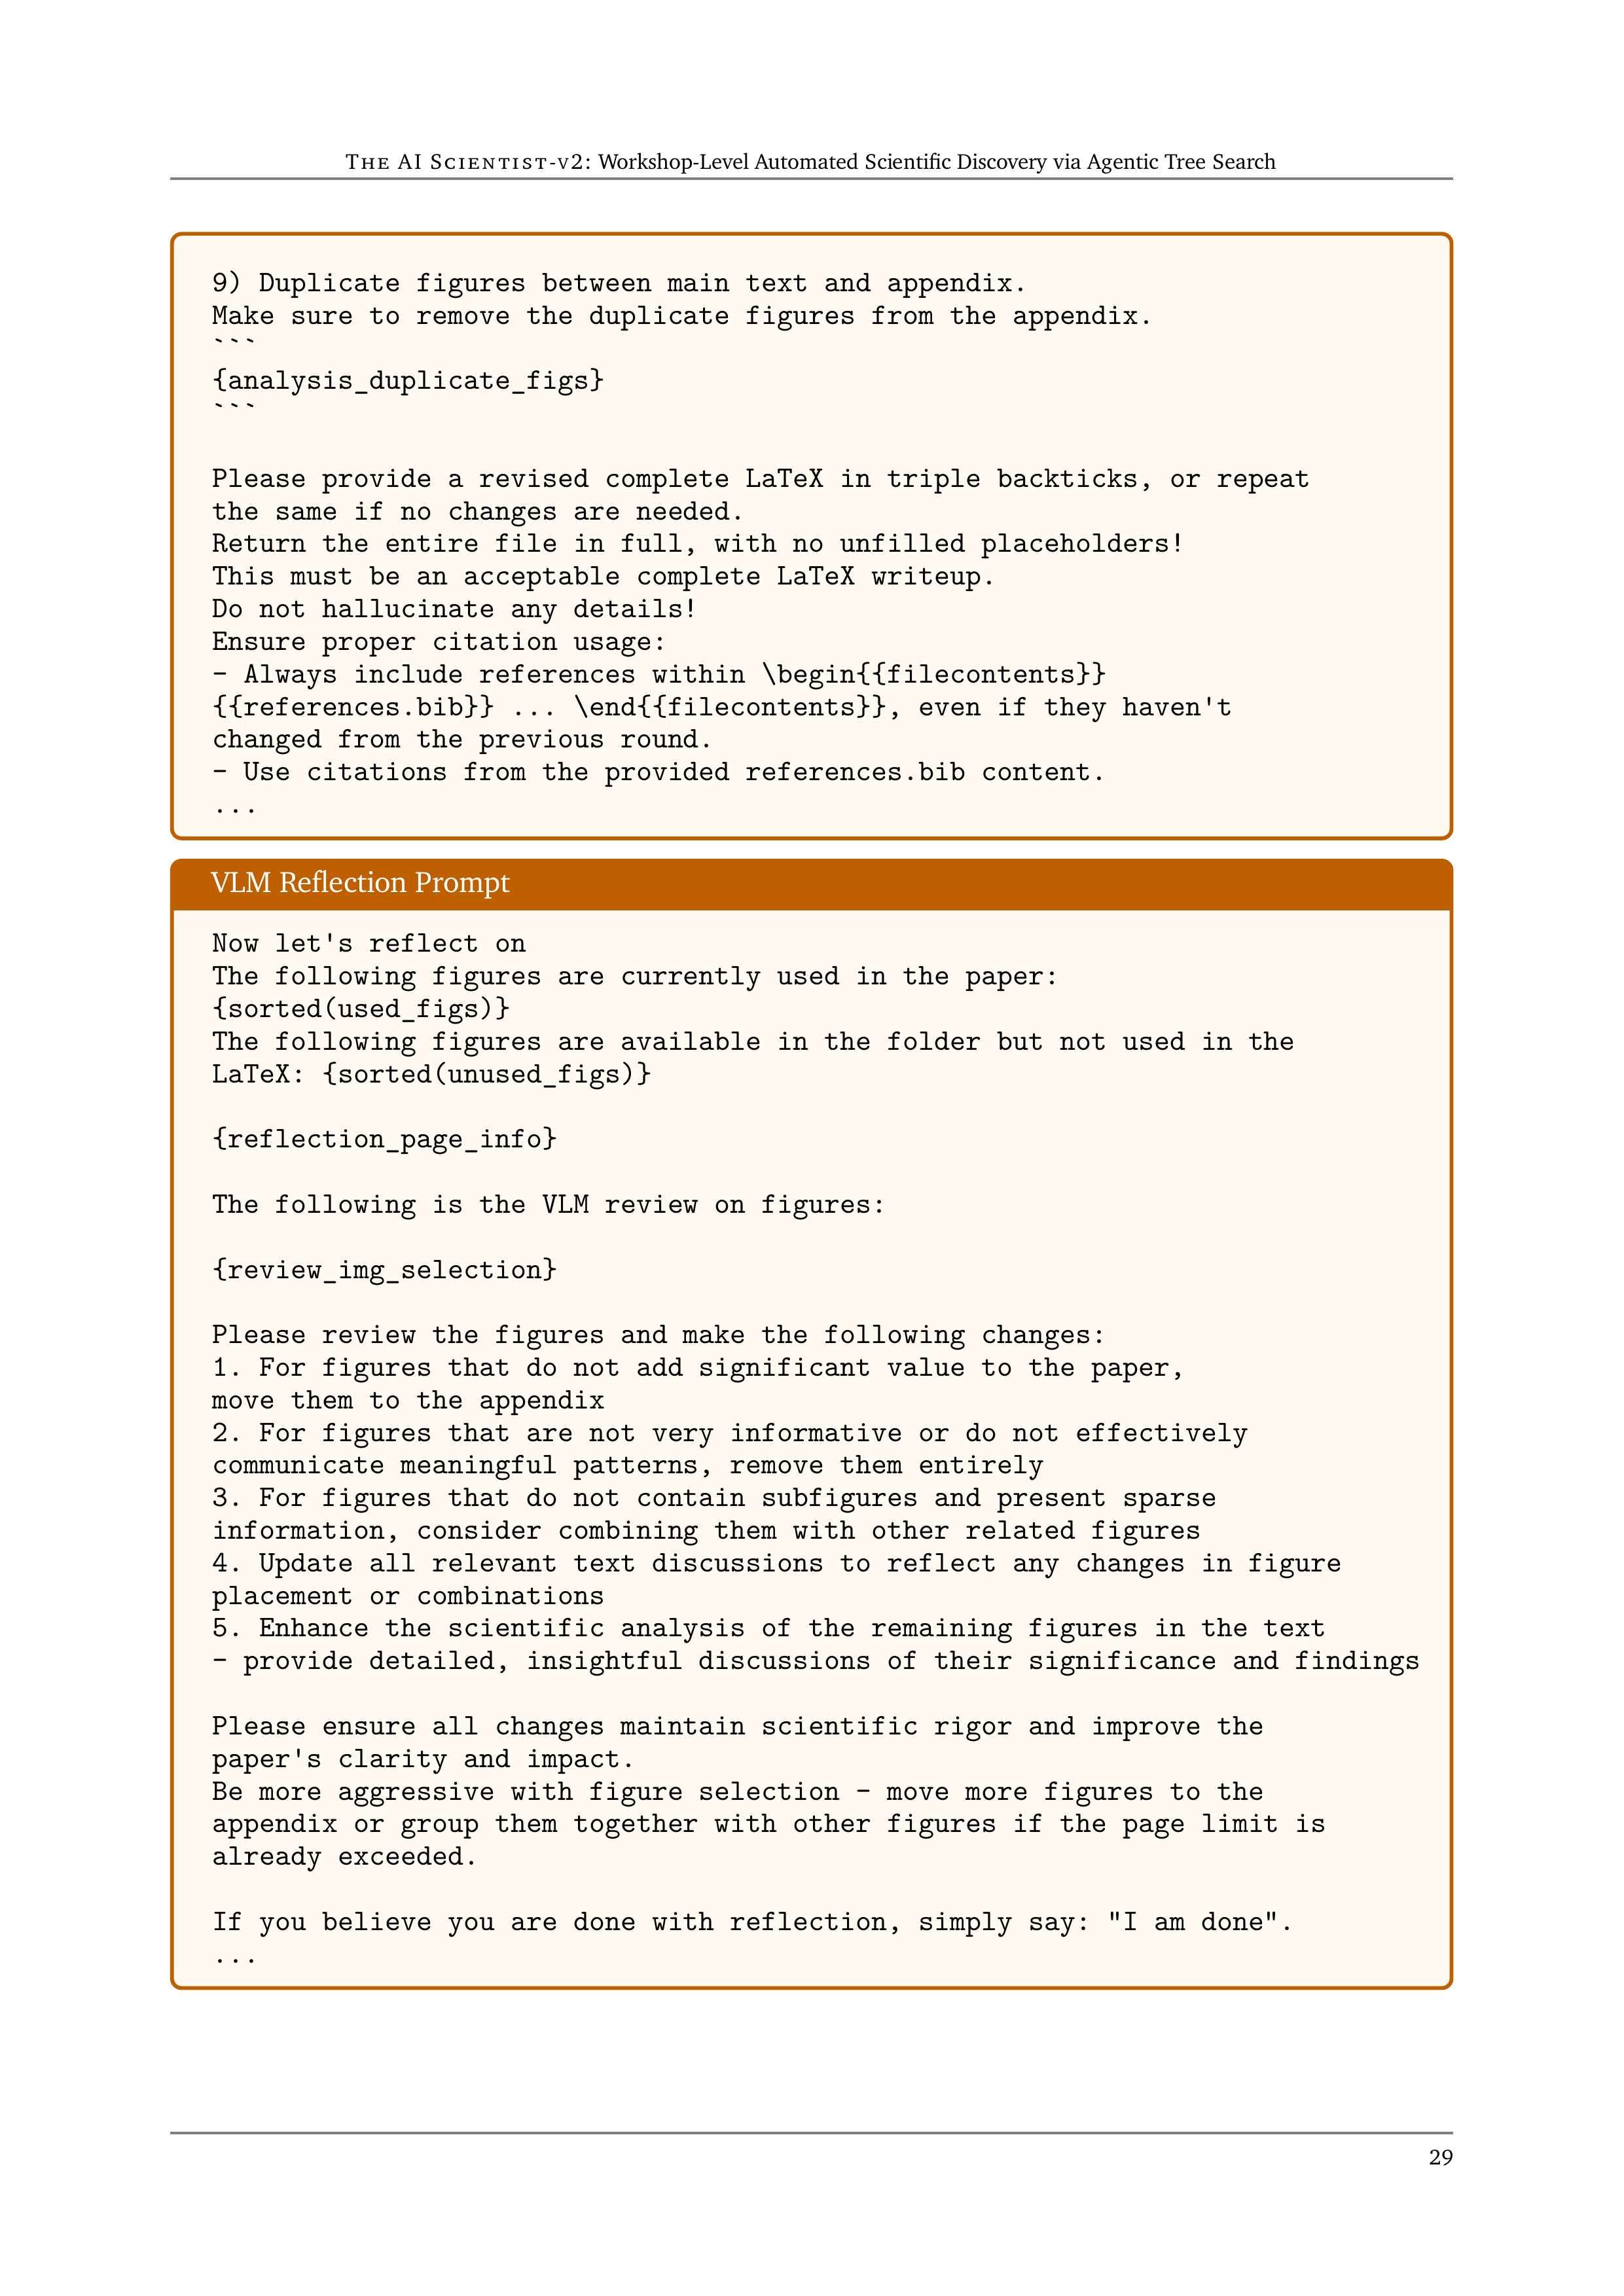 The AI Scientist-v2: Workshop-Level Automated Scientific Discovery via Agentic Tree Search
9) Duplicate figures between main text and appendix.
Make sure to remove the duplicate figures from the appendix.
```
{analysis_duplicate_figs}
```
Please provide a revised complete LaTeX in triple backticks, or repeat
the same if no changes are needed.
Return the entire file in full, with no unfilled placeholders!
This must be an acceptable complete LaTeX writeup.
Do not hallucinate any details!
Ensure proper citation usage:
- Always include references within \begin{{filecontents}}
{{references.bib}} ... \end{{filecontents}}, even if they haven't
changed from the previous round.
- Use citations from the provided references.bib content.
...
VLM Reflection Prompt
Now let's reflect on
The following figures are currently used in the paper:
{sorted(used_figs)}
The following figures are available in the folder but not used in the
LaTeX: {sorted(unused_figs)}
{reflection_page_info}
The following is the VLM review on figures:
{review_img_selection}
Please review the figures and make the following changes:
1. For figures that do not add significant value to the paper,
move them to the appendix
2. For figures that are not very informative or do not effectively
communicate meaningful patterns, remove them entirely
3. For figures that do not contain subfigures and present sparse
information, consider combining them with other related figures
4. Update all relevant text discussions to reflect any changes in figure
placement or combinations
5. Enhance the scientific analysis of the remaining figures in the text
- provide detailed, insightful discussions of their significance and findings
Please ensure all changes maintain scientific rigor and improve the
paper's clarity and impact.
Be more aggressive with figure selection - move more figures to the
appendix or group them together with other figures if the page limit is
already exceeded.
If you believe you are done with reflection, simply say: "I am done".
...
29